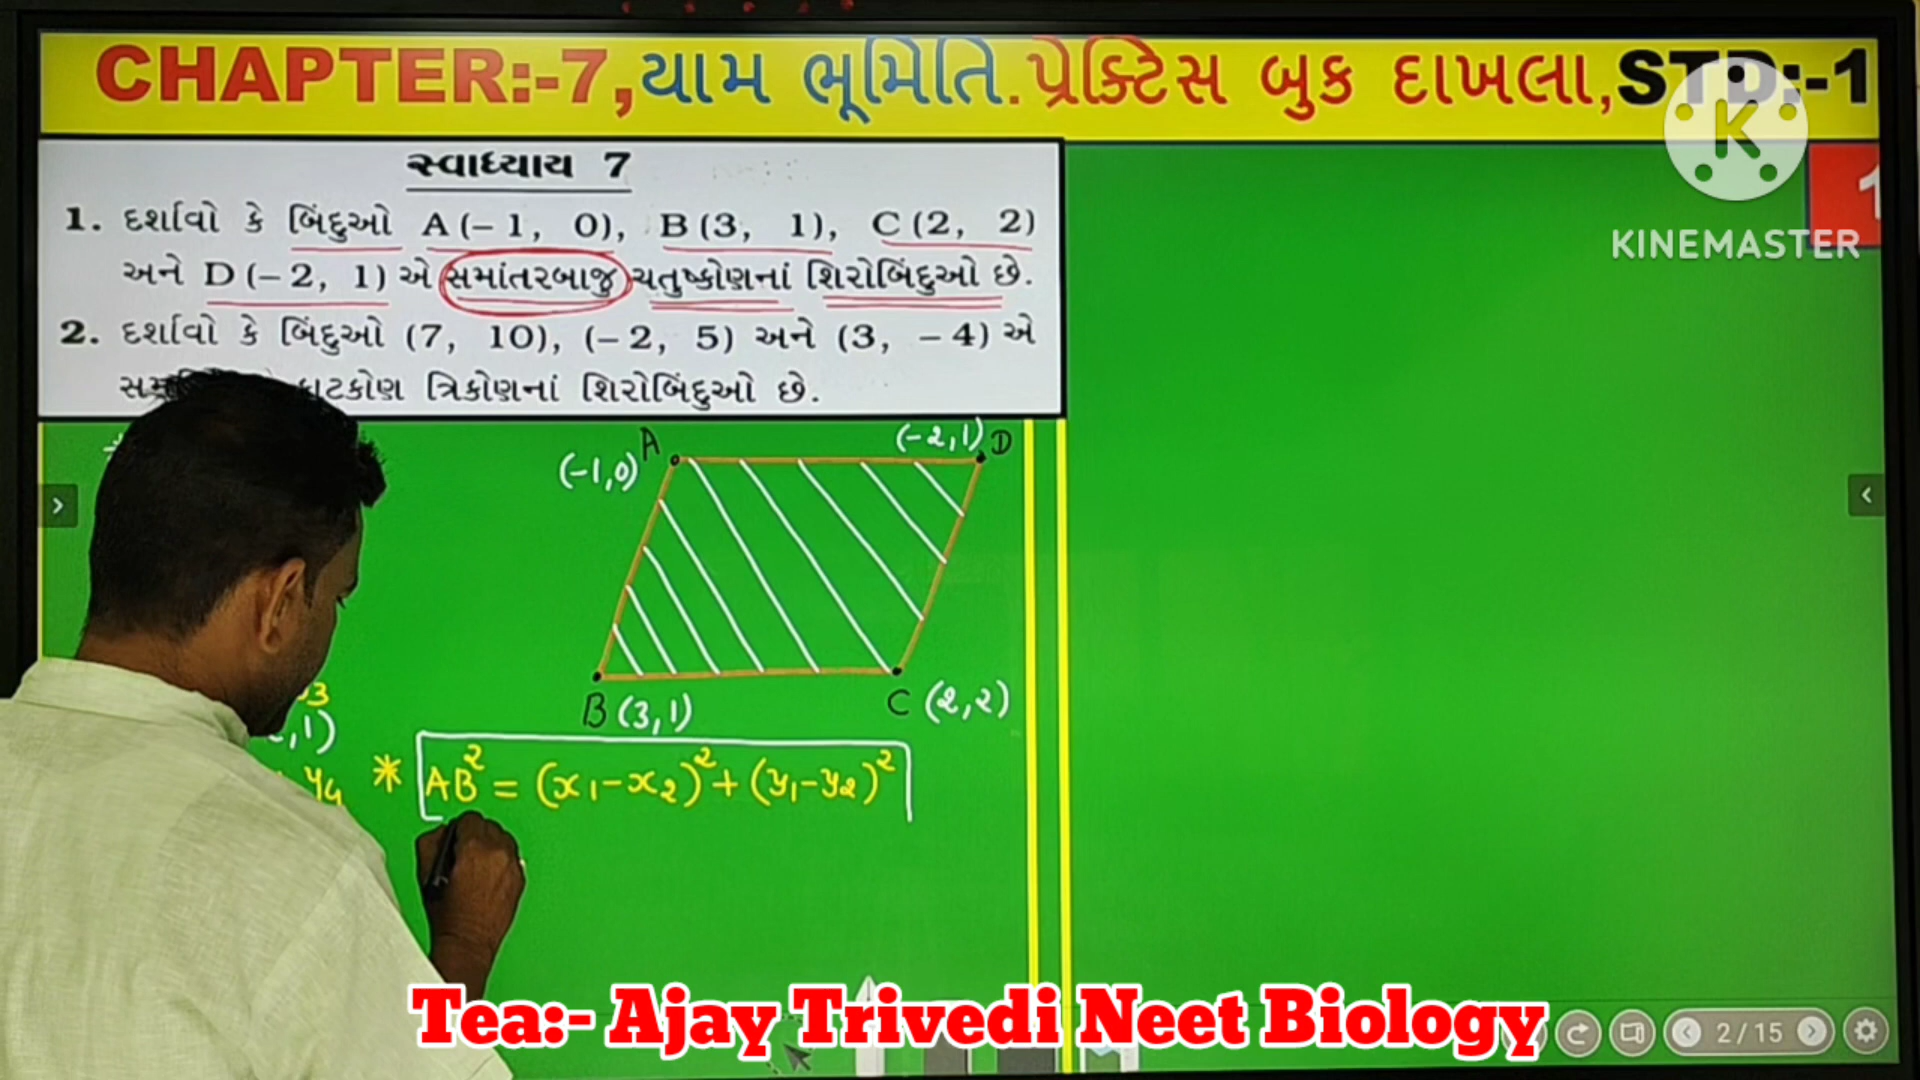 CHAPTER:-7,યામ ભૂમિતિ.પ્રેક્ટિસ બુક દાખલા,STD:-1
KINEMASTER
સ્વાધ્યાય 7
1. દર્શાવો કે બિંદુઓ A(– 1, 0), B(3, 1), C(2, 2)
અને D(– 2, 1) એ સમાંતરબાજુ ચતુષ્કોણનાં શિરોબિંદુઓ છે.
2. દર્શાવો કે બિંદુઓ (7, 10), (– 2, 5) અને (3, – 4) એ
ત્રિકોણનાં શિરોબિંદુઓ છે.
A (-1,0)
(-2,1) D
B (3,1)
C (2,2)
,1)
y4
* AB² = (x₁-x₂)² + (y₁-y₂)²
Tea:- Ajay Trivedi Neet Biology
2 / 15